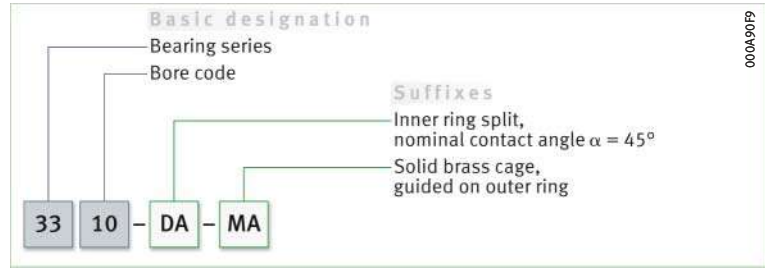 Basic designation
Bearing series
Bore code
Suffixes
Inner ring split,
nominal contact angle α = 45°
Solid brass cage,
guided on outer ring
33 10 – DA – MA
000A90F9